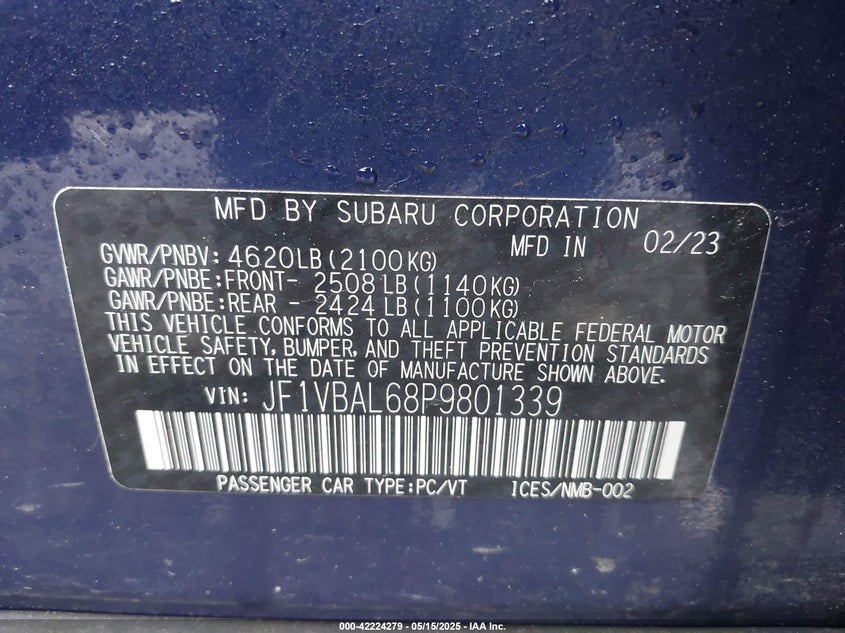 MFD BY SUBARU CORPORATION
MFD IN 02/23
GVWR/PNBV: 4620LB(2100KG)
GAWR/PNBE:FRONT- 2508LB(1140KG)
GAWR/PNBE:REAR - 2424LB(1100KG)
THIS VEHICLE CONFORMS TO ALL APPLICABLE FEDERAL MOTOR
VEHICLE SAFETY, BUMPER, AND THEFT PREVENTION STANDARDS
IN EFFECT ON THE DATE OF MANUFACTURE SHOWN ABOVE.
VIN: JF1VBAL68P9801339
PASSENGER CAR TYPE:PC/VT ICES/NMB-002
000-42224279 - 05/15/2025 - IAA Inc.